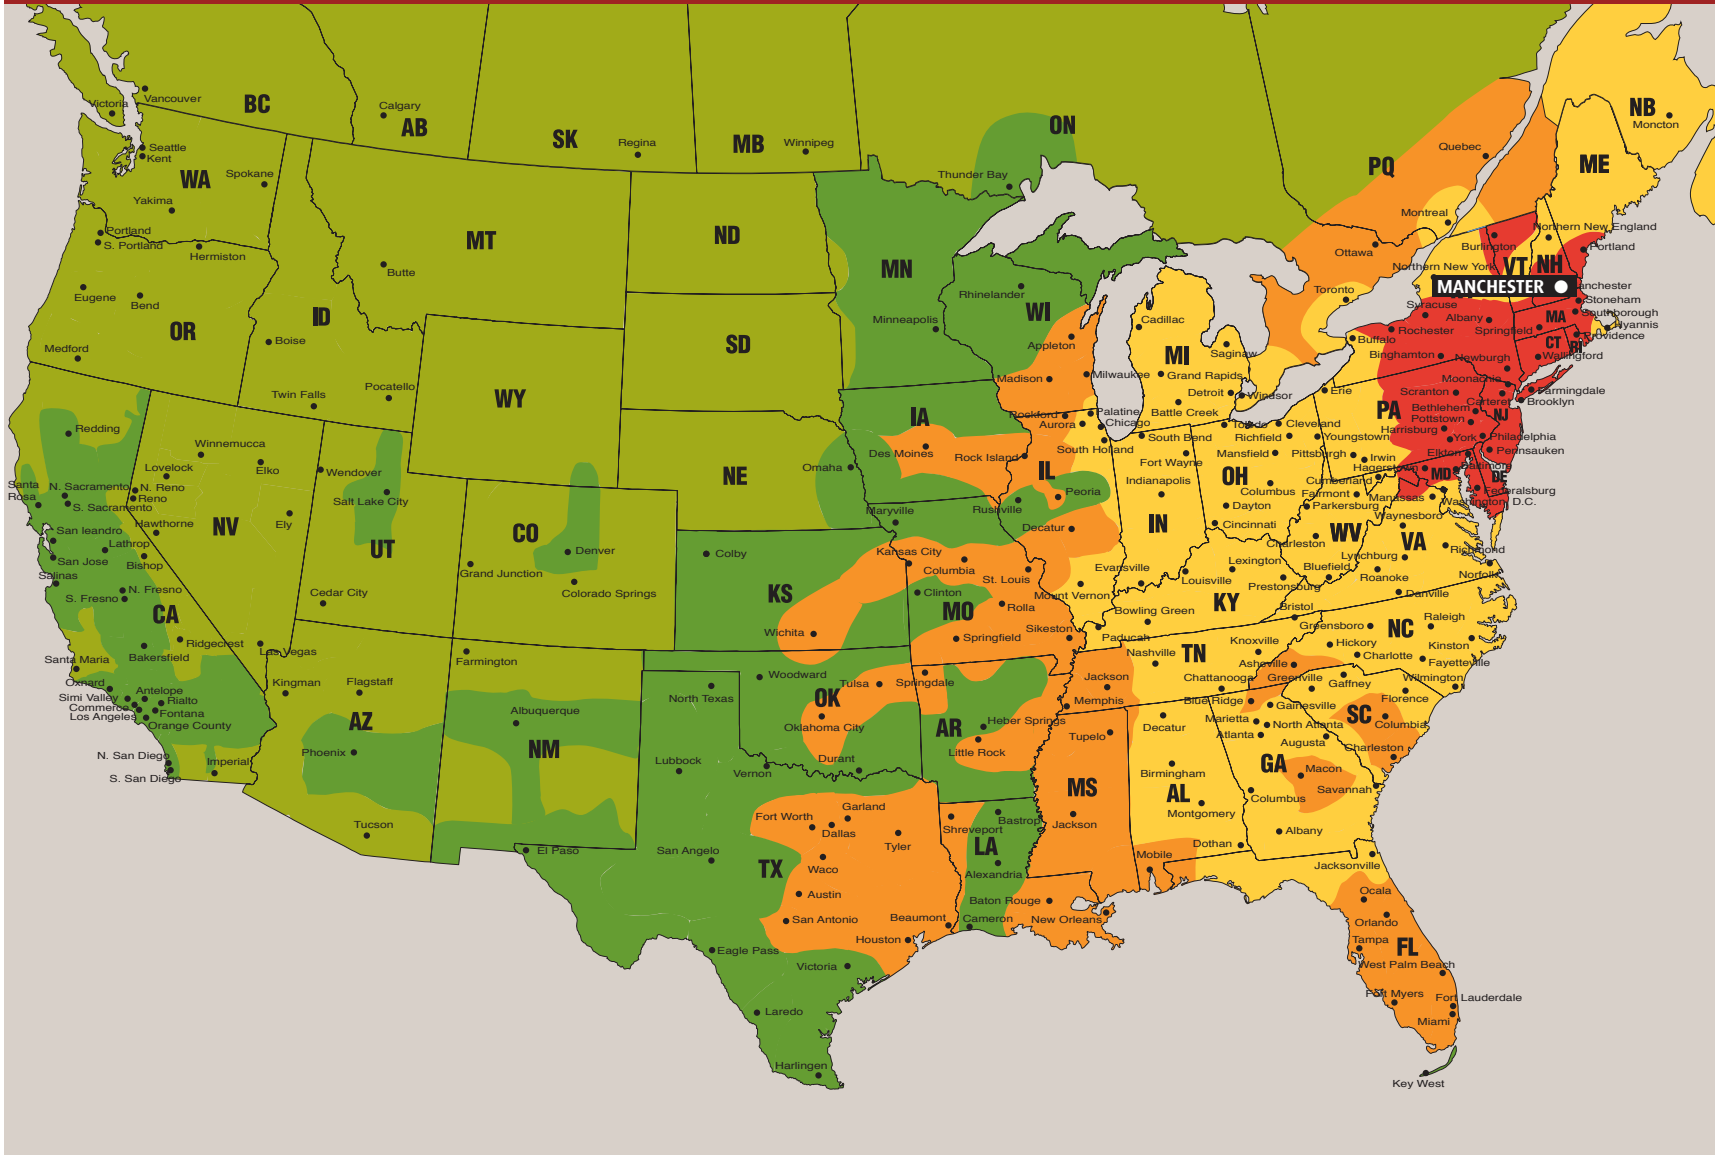 Vancouver
Victoria
BC
Calgary
AB
SK
Regina
MB
Winnipeg
ON
Thunder Bay
PQ
Quebec
NB
Moncton
ME
Montreal
Ottawa
Toronto
Seattle
Kent
WA
Spokane
Yakima
Portland
S. Portland
Hermiston
Eugene
Bend
OR
Medford
ID
Boise
Twin Falls
Pocatello
MT
Butte
WY
ND
SD
NE
MN
Minneapolis
WI
Rhinelander
Appleton
Madison
Milwaukee
MI
Cadillac
Saginaw
Grand Rapids
Detroit
Windsor
Battle Creek
Northern New England
Burlington
Portland
Northern New York
VT
NH
MANCHESTER
anchester
Stoneham
Southborough
Hyannis
Syracuse
Albany
MA
Springfield
Providence
Rochester
Buffalo
CT
RI
Wallingford
Binghamton
Newburgh
Moonachie
Farmingdale
Brooklyn
Scranton
Carteret
Erie
PA
Bethlehem
Pottstown
NJ
Harrisburg
York
Philadelphia
Pennsauken
Elkton
Pittsburgh
Irwin
Hagerstown
Cumberland
MD
Baltimore
DE
Federalsburg
Washington, D.C.
Manassas
Redding
Santa
Rosa
N. Sacramento
S. Sacramento
N. Reno
Reno
Lovelock
Winnemucca
Elko
Wendover
Salt Lake City
Hawthorne
Ely
NV
UT
San leandro
Lathrop
San Jose
Bishop
Salinas
N. Fresno
S. Fresno
CA
Ridgecrest
Bakersfield
Las Vegas
Cedar City
Santa Maria
Oxnard
Simi Valley
Commerce
Los Angeles
Antelope
Rialto
Fontana
Orange County
N. San Diego
S. San Diego
Imperial
CO
Denver
Grand Junction
Colorado Springs
Kingman
Flagstaff
AZ
Phoenix
Tucson
Farmington
Albuquerque
NM
El Paso
IA
Des Moines
Omaha
Rockford
Palatine
Aurora
Chicago
South Holland
Rock Island
IL
Peoria
Rushville
Decatur
Maryville
Kansas City
Columbia
St. Louis
Clinton
MO
Rolla
Springfield
Sikeston
Mount Vernon
Colby
KS
Wichita
South Bend
Fort Wayne
Indianapolis
IN
Evansville
Toledo
Cleveland
Richfield
Youngstown
Mansfield
OH
Columbus
Dayton
Cincinnati
Fairmont
Parkersburg
WV
Charleston
Bluefield
Waynesboro
VA
Richmond
Lynchburg
Roanoke
Norfolk
Danville
Lexington
Louisville
Prestonsburg
KY
Bowling Green
Paducah
Bristol
Greensboro
Raleigh
NC
Hickory
Kinston
Charlotte
Fayetteville
Asheville
Wilmington
Knoxville
Nashville
TN
Chattanooga
Jackson
Memphis
Greenville
Gaffney
Florence
SC
Columbia
Charleston
Blue Ridge
Gainesville
Marietta
North Atlanta
Atlanta
Augusta
GA
Macon
Savannah
Columbus
Albany
Woodward
Tulsa
OK
Oklahoma City
Durant
North Texas
Lubbock
Vernon
Springdale
AR
Heber Springs
Little Rock
Tupelo
MS
Jackson
Decatur
Birmingham
AL
Montgomery
Dothan
Mobile
Fort Worth
Garland
Dallas
Tyler
San Angelo
TX
Waco
Austin
San Antonio
Houston
Beaumont
Eagle Pass
Victoria
Laredo
Harlingen
Shreveport
Bastrop
LA
Alexandria
Baton Rouge
Cameron
New Orleans
Jacksonville
Ocala
Orlando
Tampa
FL
West Palm Beach
Fort Myers
Fort Lauderdale
Miami
Key West